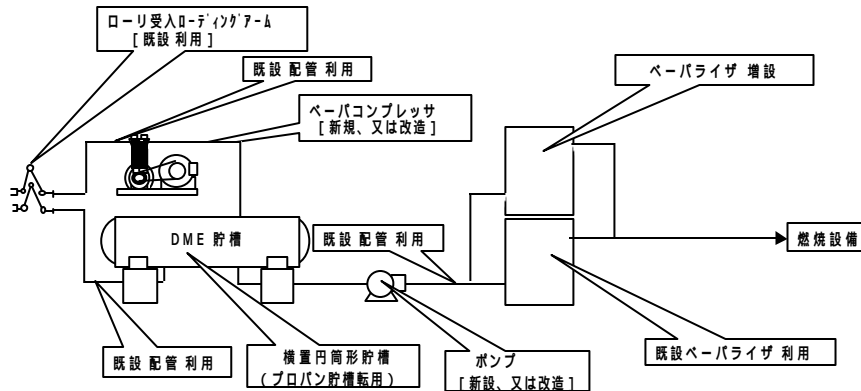 ローリ受入ローディングアーム
[ 既設 利用 ]
既設 配管 利用
ベーパライザ 増設
ベーパコンプレッサ
[ 新規、又は改造 ]
DME 貯槽
既設 配管 利用
燃焼設備
既設 配管 利用
横置円筒形貯槽
(プロパン貯槽転用)
ポンプ
[ 新設、又は改造 ]
既設ベーパライザ 利用